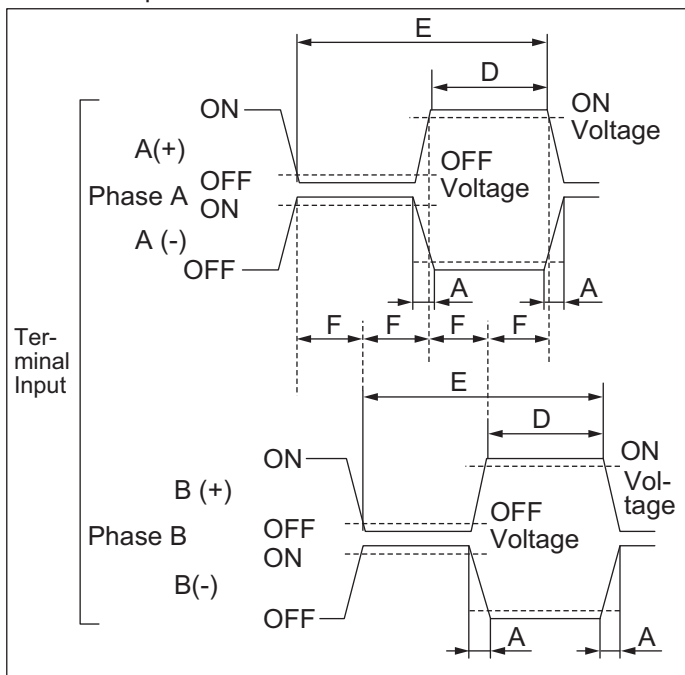 E
D
ON
ON
Voltage
A(+)
OFF
Voltage
OFF
Phase A
ON
A (-)
OFF
A
A
F
F
F
F
Ter-
minal
Input
E
D
ON
ON
Vol-
tage
B (+)
OFF
Voltage
OFF
Phase B
ON
B(-)
OFF
A
A